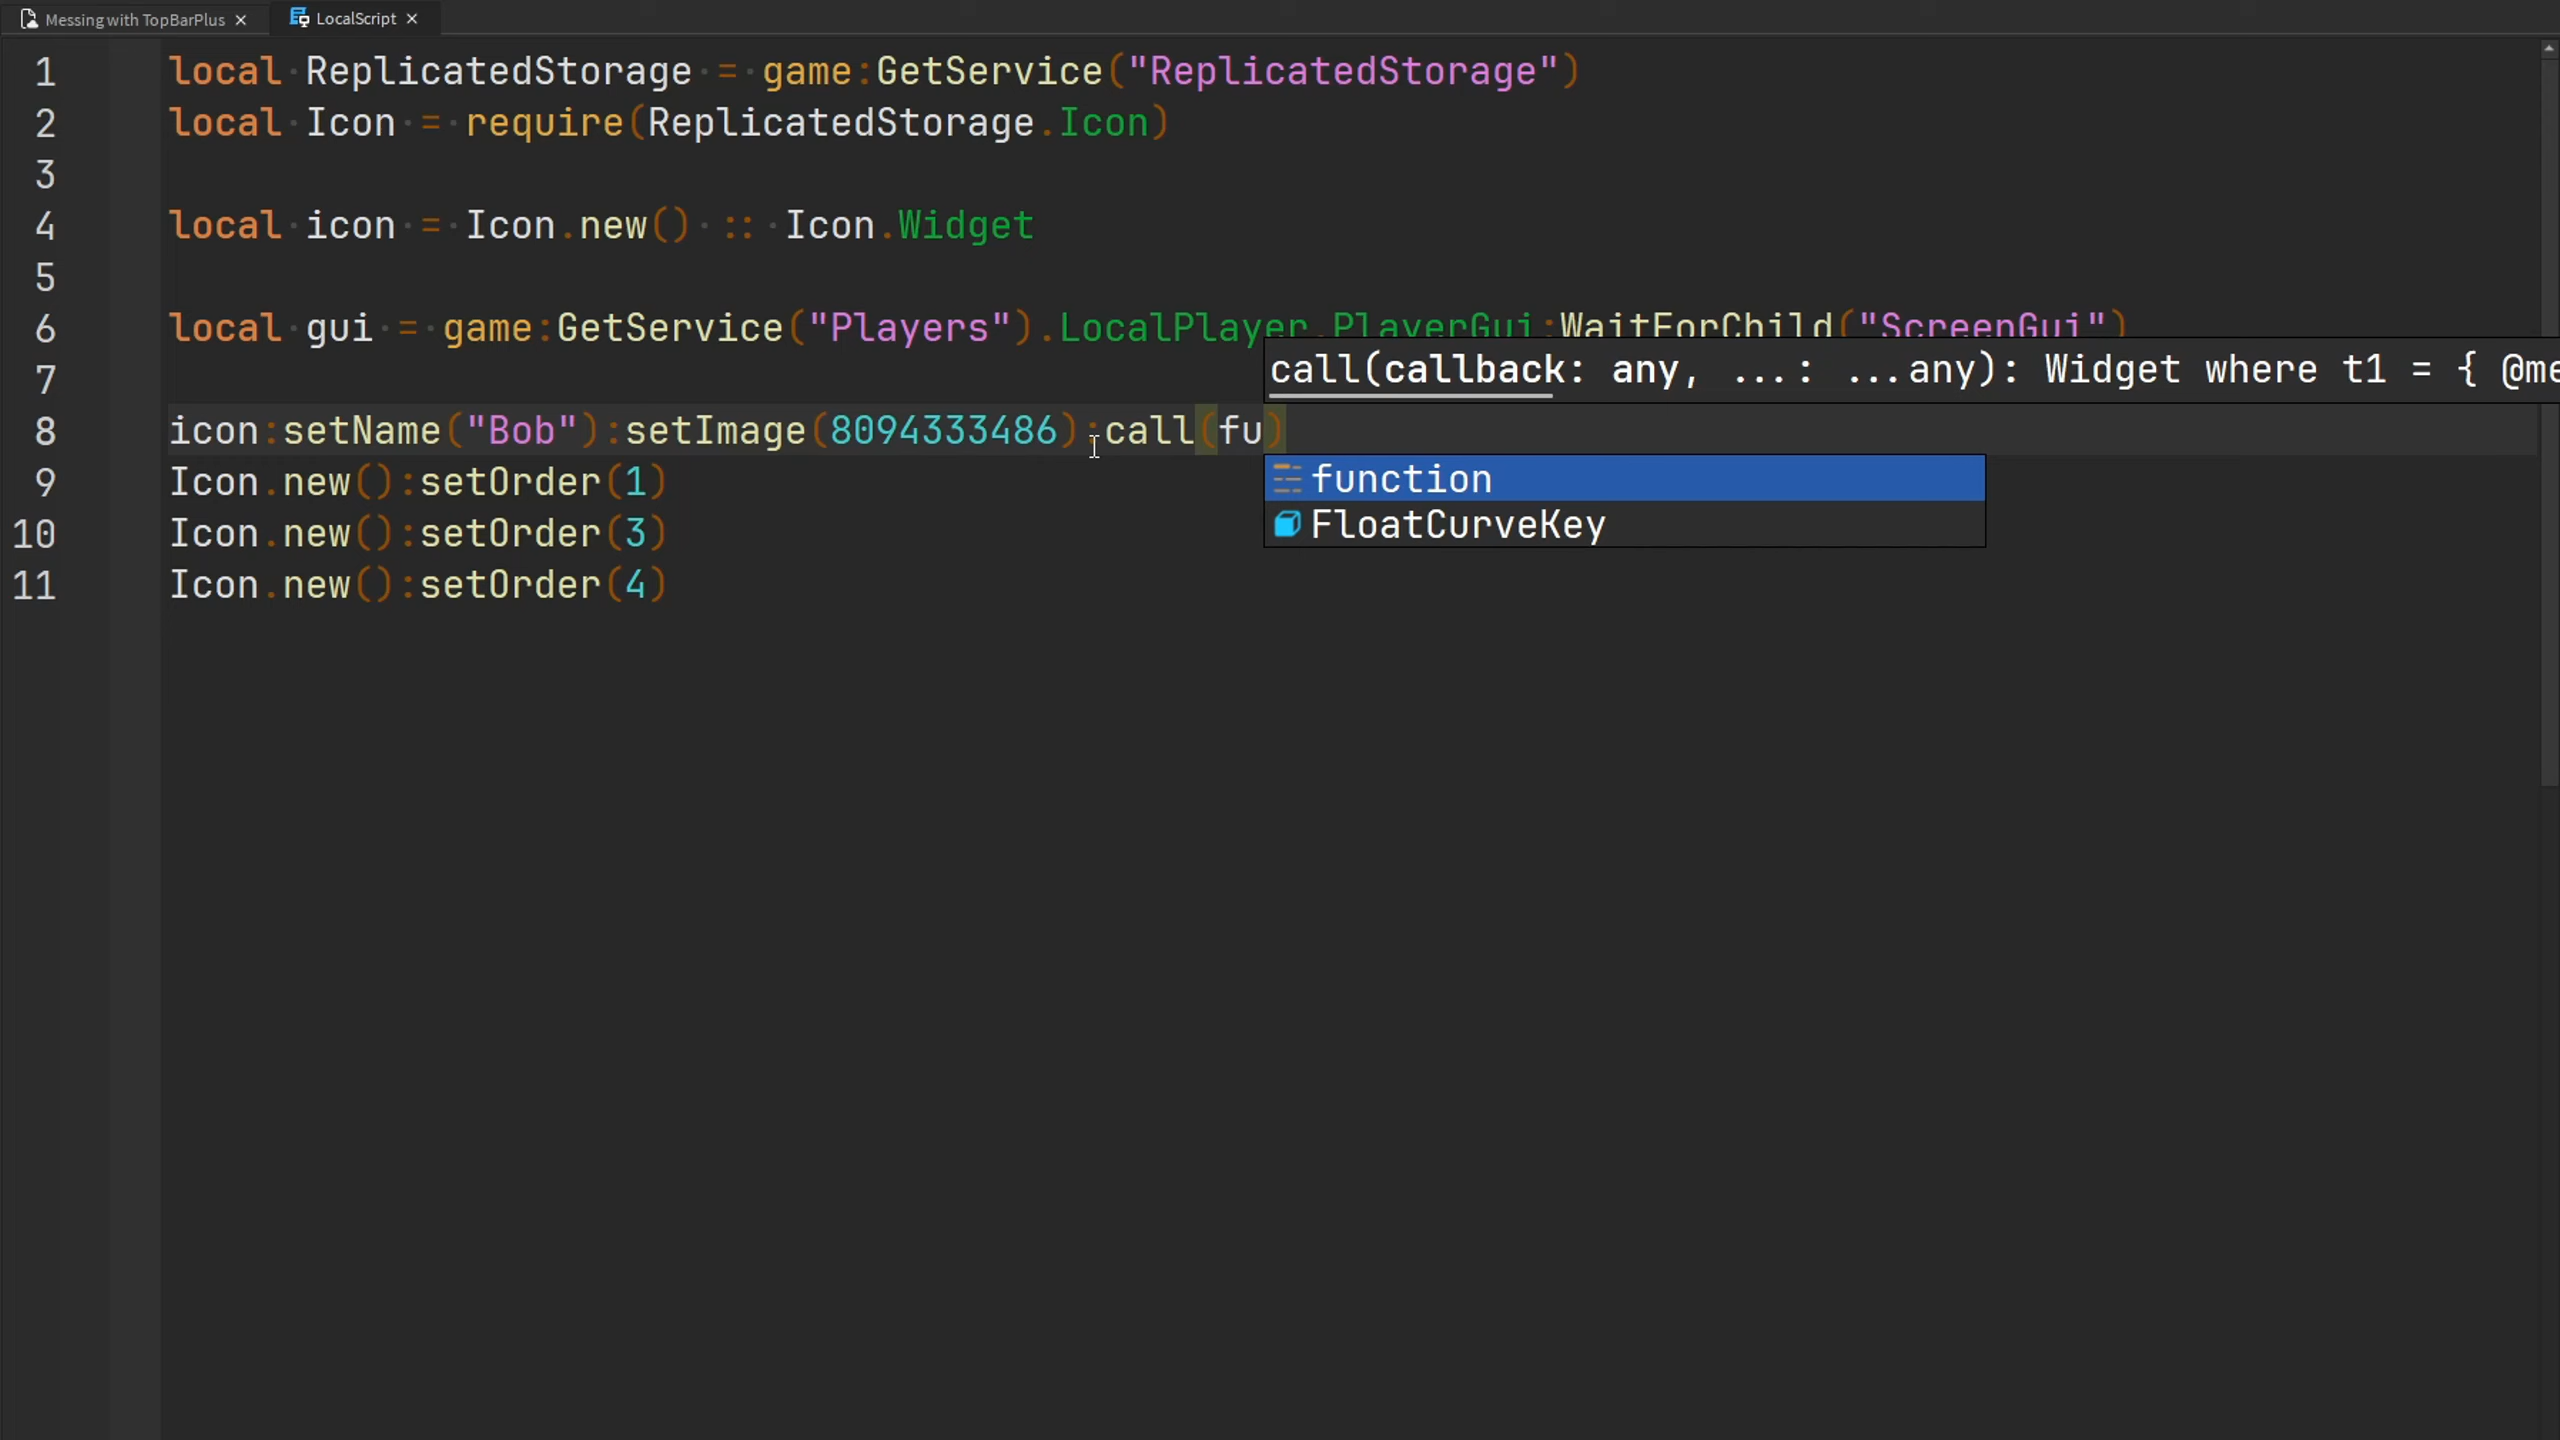 Messing with TopBarPlus × LocalScript ×
1 local ReplicatedStorage = game:GetService("ReplicatedStorage")
2 local Icon = require(ReplicatedStorage.Icon)
3
4 local icon = Icon.new() :: Icon.Widget
5
6 local gui = game:GetService("Players").LocalPlayer.PlayerGui:WaitForChild("ScreenGui")
7
call(callback: any, ...: ...any): Widget where t1 = { @me
8 icon:setName("Bob"):setImage(8094333486):call(fu)
function
FloatCurveKey
9 Icon.new():setOrder(1)
10 Icon.new():setOrder(3)
11 Icon.new():setOrder(4)